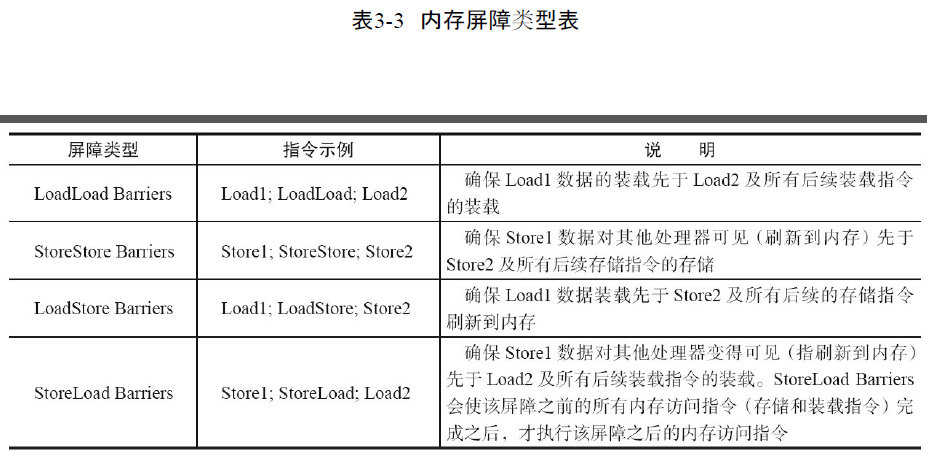 表3-3 内存屏障类型表
屏障类型 指令示例 说 明
LoadLoad Barriers Load1; LoadLoad; Load2 确保 Load1 数据的装载先于 Load2 及所有后续装载指令
的装载
StoreStore Barriers Store1; StoreStore; Store2 确保 Store1 数据对其他处理器可见（刷新到内存）先于
Store2 及所有后续存储指令的存储
LoadStore Barriers Load1; LoadStore; Store2 确保 Load1 数据装载先于 Store2 及所有后续的存储指令
刷新到内存
StoreLoad Barriers Store1; StoreLoad; Load2 确保 Store1 数据对其他处理器变得可见（指刷新到内存）
先于 Load2 及所有后续装载指令的装载。StoreLoad Barriers
会使该屏障之前的所有内存访问指令（存储和装载指令）完
成之后，才执行该屏障之后的内存访问指令